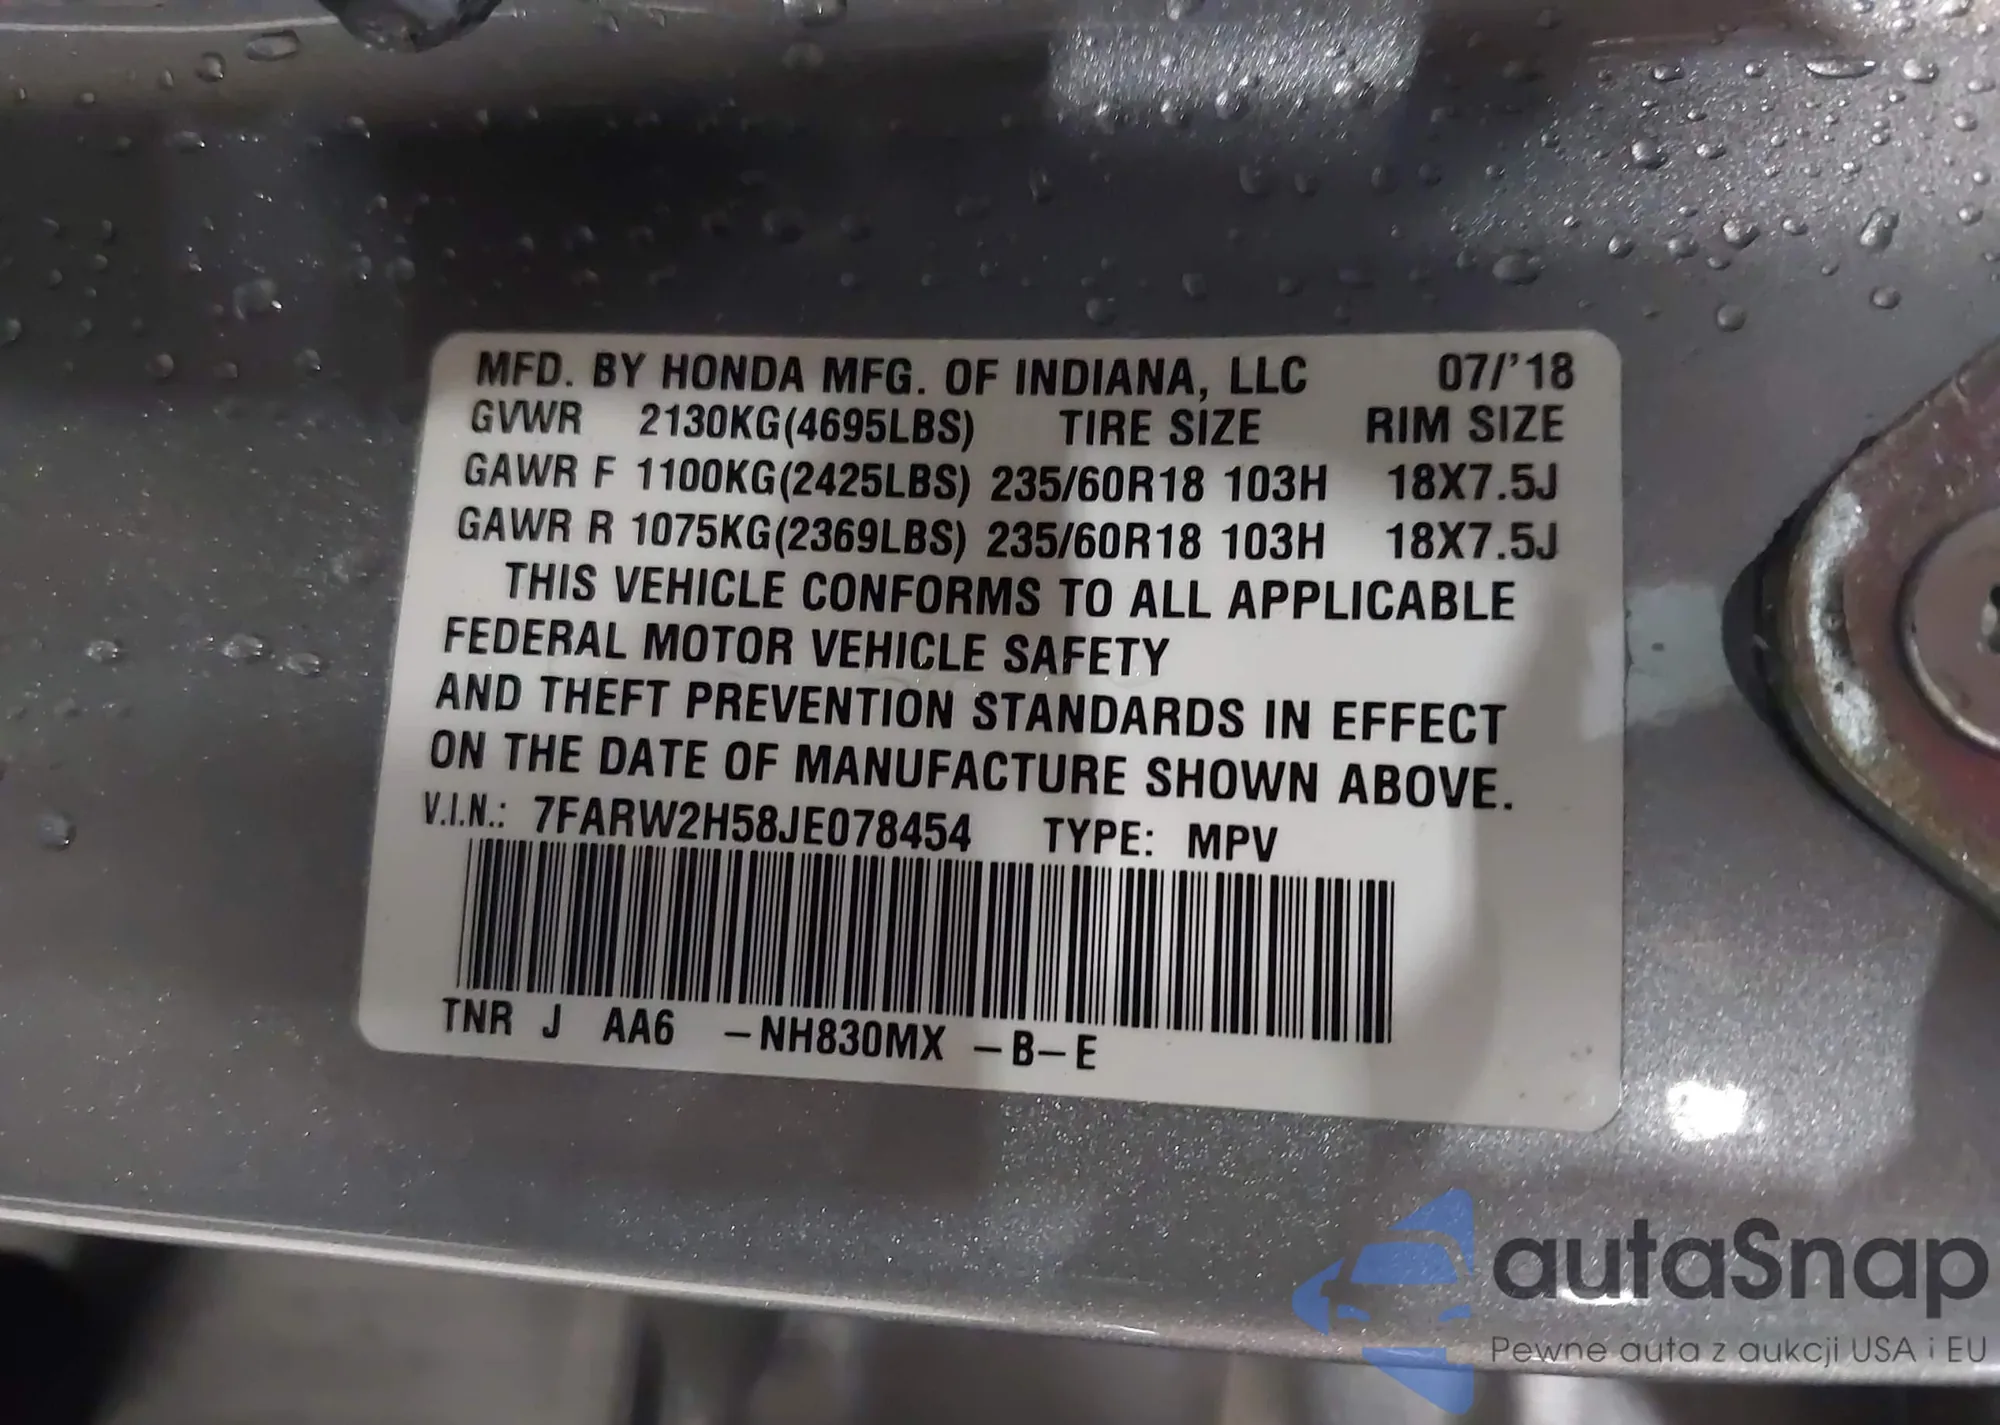 MFD. BY HONDA MFG. OF INDIANA, LLC 07/'18
GVWR 2130KG(4695LBS) TIRE SIZE RIM SIZE
GAWR F 1100KG(2425LBS) 235/60R18 103H 18X7.5J
GAWR R 1075KG(2369LBS) 235/60R18 103H 18X7.5J
THIS VEHICLE CONFORMS TO ALL APPLICABLE
FEDERAL MOTOR VEHICLE SAFETY
AND THEFT PREVENTION STANDARDS IN EFFECT
ON THE DATE OF MANUFACTURE SHOWN ABOVE.
V.I.N.: 7FARW2H58JE078454 TYPE: MPV
TNR J AA6 -NH830MX -B-E
autaSnap
Pewne auta z aukcji USA i EU